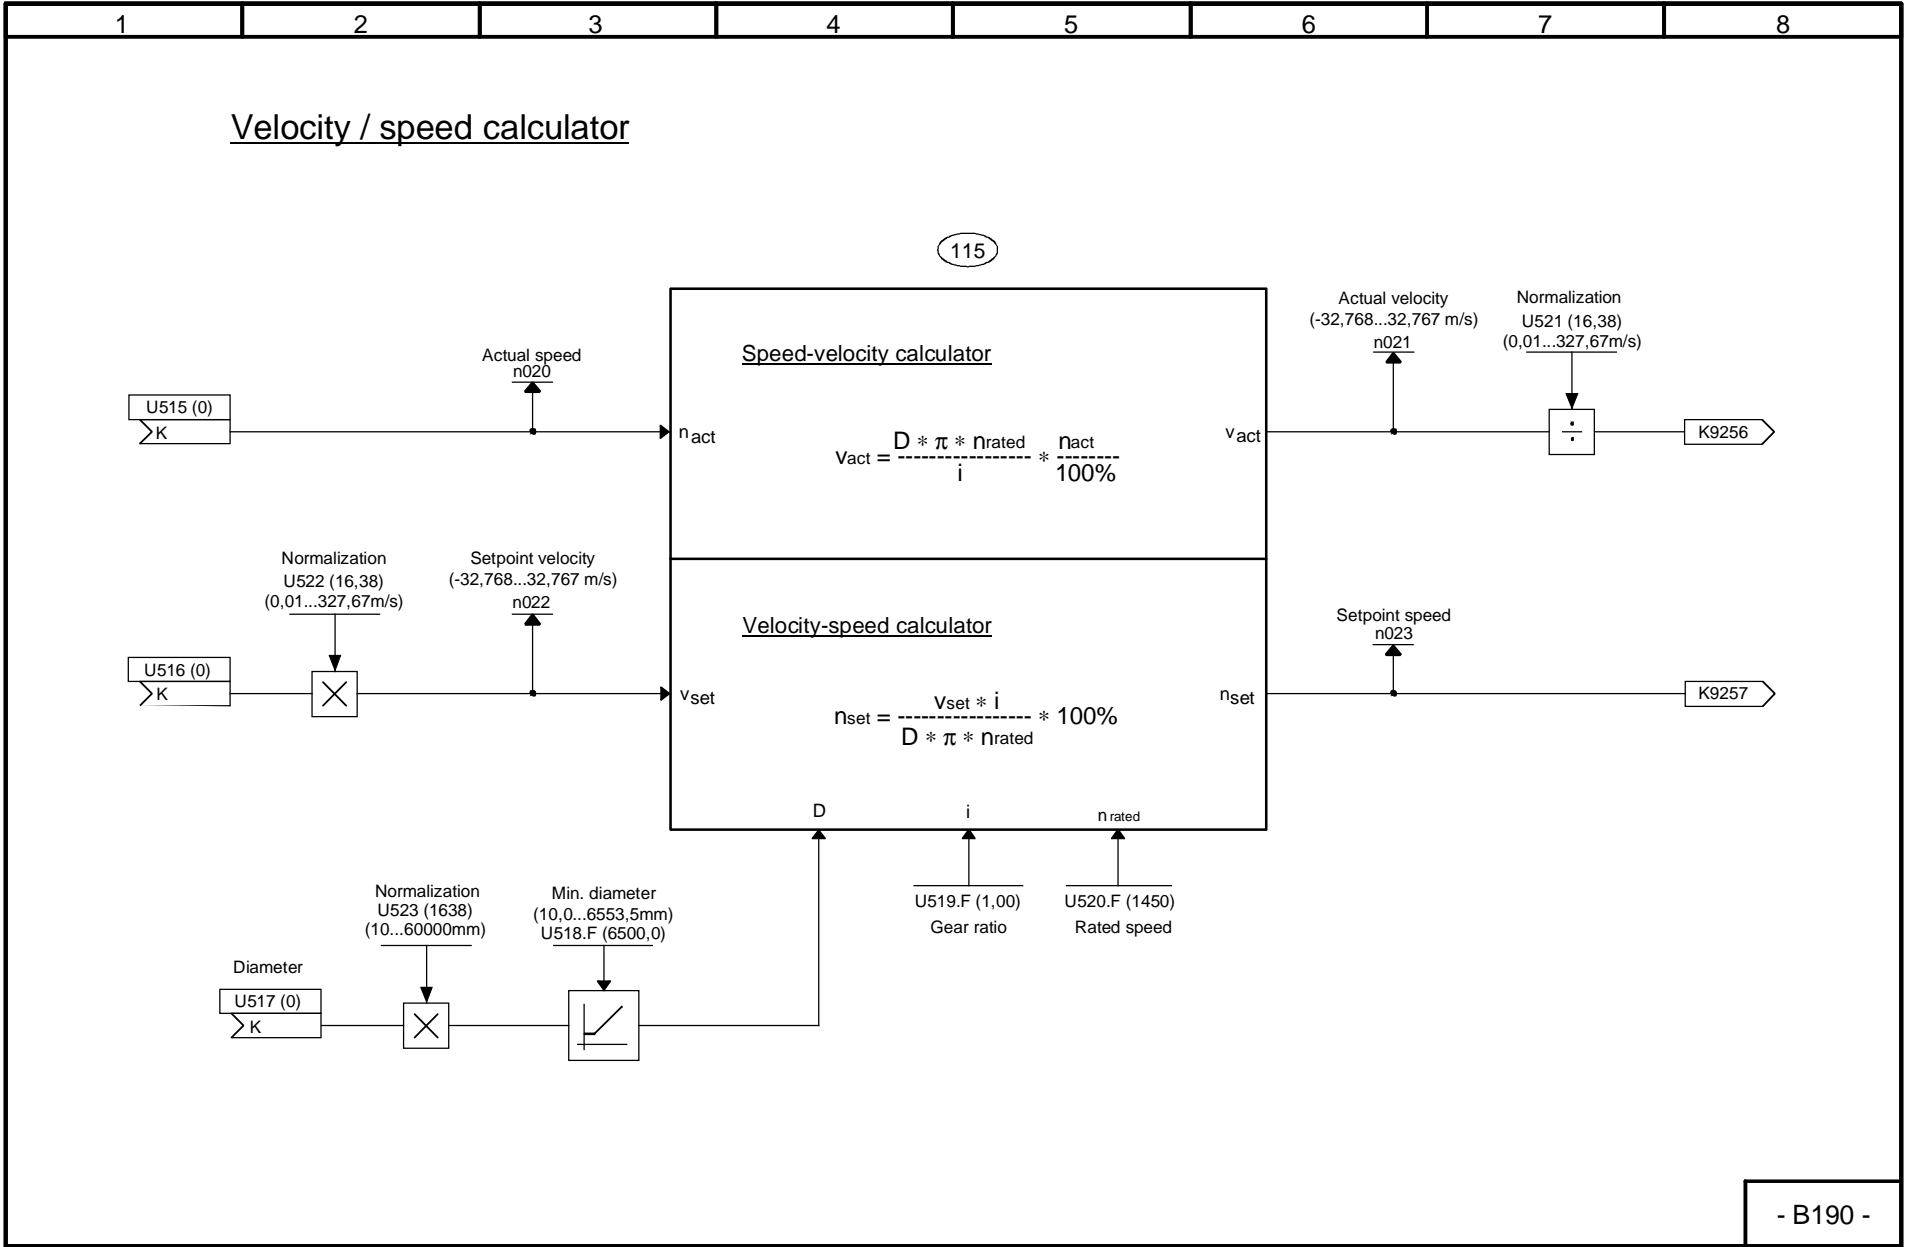 1 2 3 4 5 6 7 8
Velocity / speed calculator
115
Actual velocity
(-32,768...32,767 m/s)
n021
Normalization
U521 (16,38)
(0,01...327,67m/s)
Speed-velocity calculator
Actual speed
n020
U515 (0)
K
n act
Vact = D * π * nrated / i * nact / 100%
v act
÷
K9256
Normalization
U522 (16,38)
(0,01...327,67m/s)
Setpoint velocity
(-32,768...32,767 m/s)
n022
Velocity-speed calculator
Setpoint speed
n023
U516 (0)
K
v set
nset = Vset * i / D * π * nrated * 100%
n set
K9257
D
i
n rated
Normalization
U523 (1638)
(10...60000mm)
Min. diameter
(10,0...6553,5mm)
U518.F (6500,0)
U519.F (1,00)
Gear ratio
U520.F (1450)
Rated speed
Diameter
U517 (0)
K
- B190 -